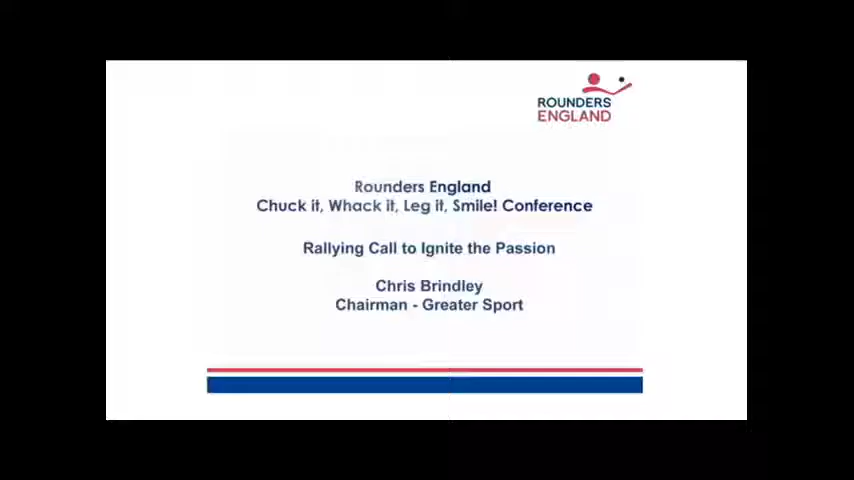 ROUNDERS
ENGLAND
Rounders England
Chuck it, Whack it, Leg it, Smile! Conference
Rallying Call to Ignite the Passion
Chris Brindley
Chairman - Greater Sport